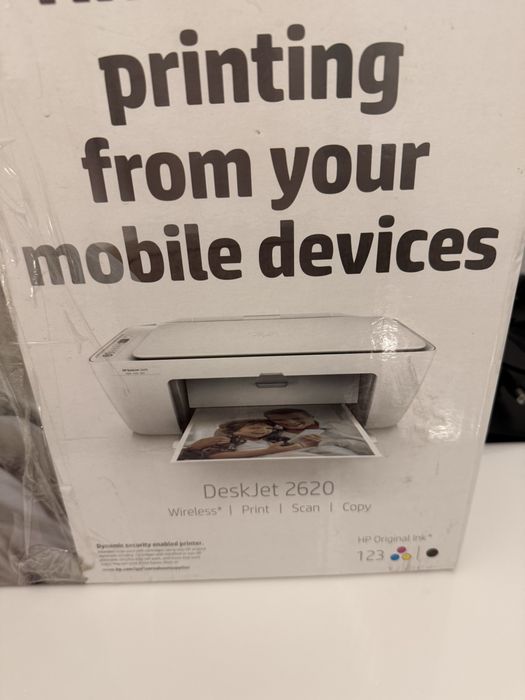 printing
from your
mobile devices
DeskJet 2620
Wireless* | Print | Scan | Copy
Dynamic security enabled printer.
HP Original Ink*
123